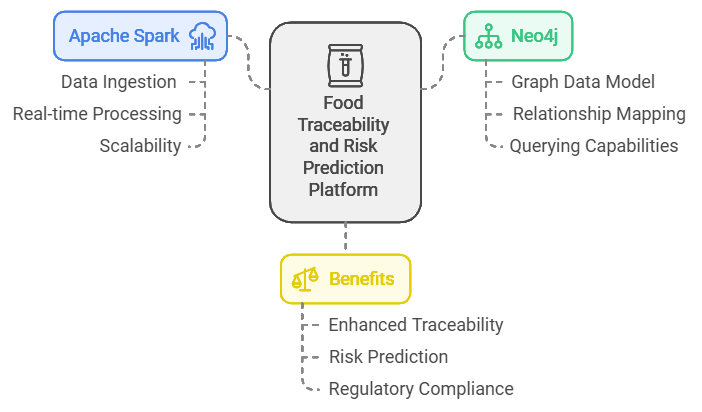 Apache Spark
Data Ingestion
Real-time Processing
Scalability
Food
Traceability
and Risk
Prediction
Platform
Neo4j
Graph Data Model
Relationship Mapping
Querying Capabilities
Benefits
Enhanced Traceability
Risk Prediction
Regulatory Compliance